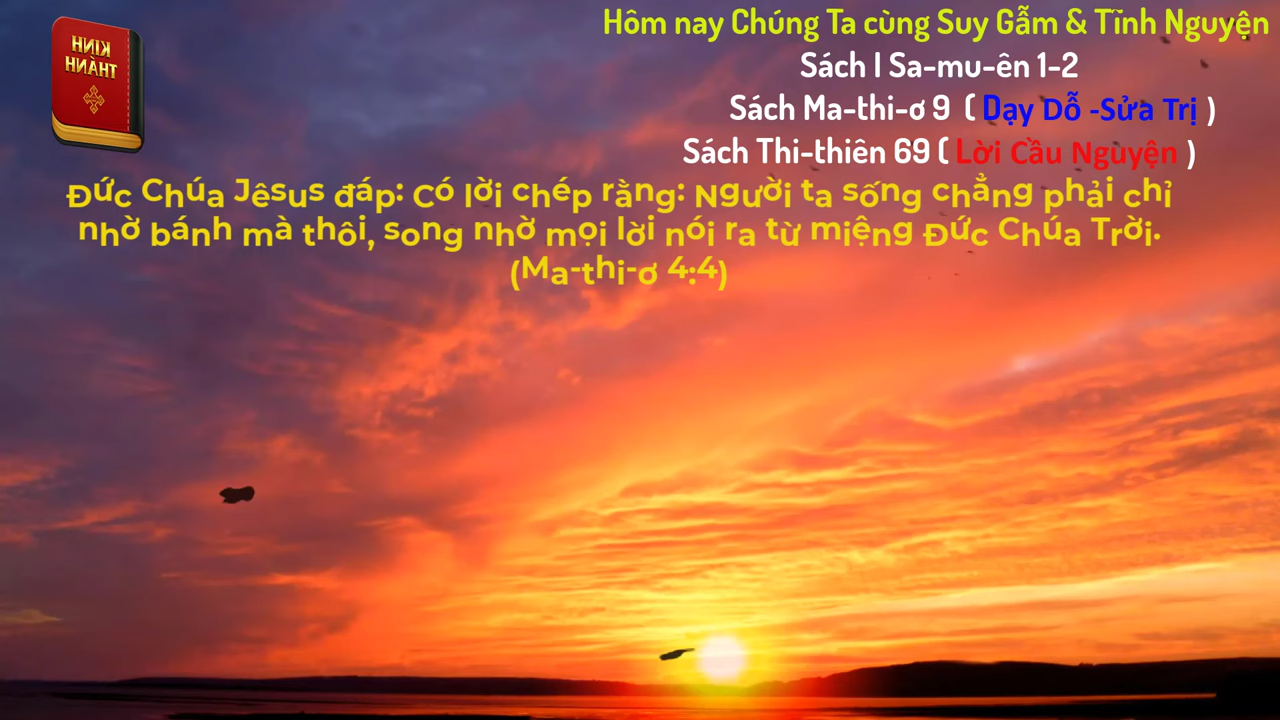 KINH
THÁNH
Hôm nay Chúng Ta cùng Suy Gẫm & Tĩnh Nguyện
Sách I Sa-mu-ên 1-2
Sách Ma-thi-ơ 9 ( Dạy Dỗ -Sửa Trị )
Sách Thi-thiên 69 ( Lời Cầu Nguyện )
Đức Chúa Jêsus đáp: Có lời chép rằng: Người ta sống chẳng phải chỉ
nhờ bánh mà thôi, song nhờ mọi lời nói ra từ miệng Đức Chúa Trời.
(Ma-thi-ơ 4:4)